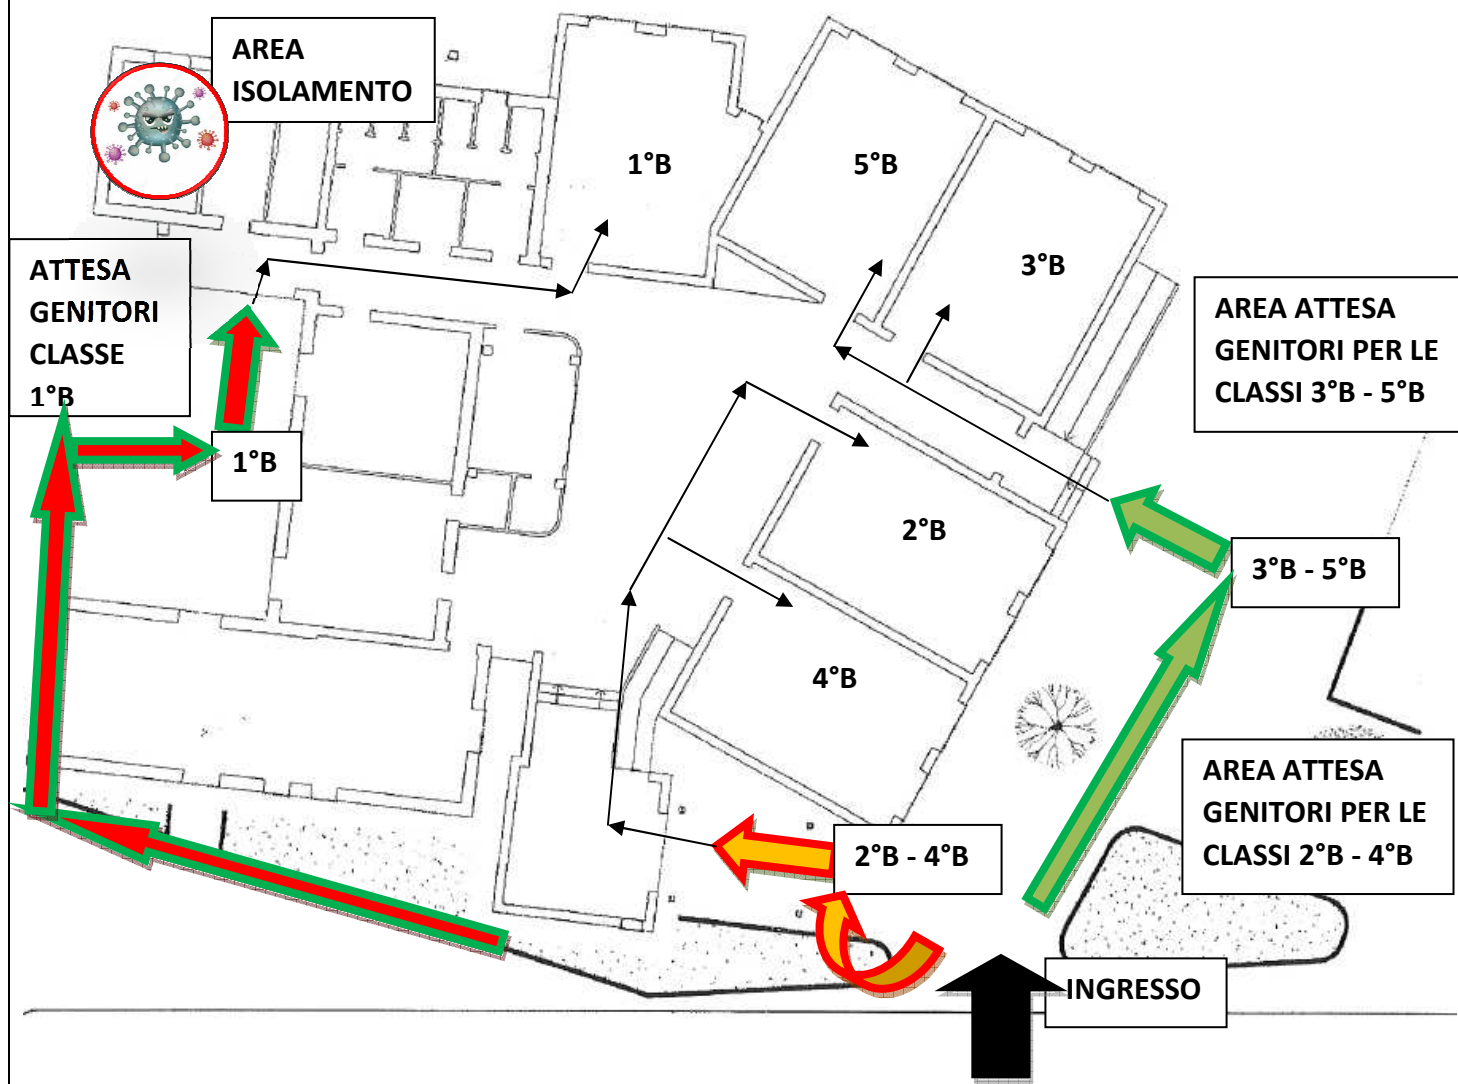 AREA
ISOLAMENTO
1°B
5°B
3°B
ATTESA
GENITORI
CLASSE
1°B
AREA ATTESA
GENITORI PER LE
CLASSI 3°B - 5°B
1°B
2°B
3°B - 5°B
4°B
AREA ATTESA
GENITORI PER LE
CLASSI 2°B - 4°B
2°B - 4°B
INGRESSO